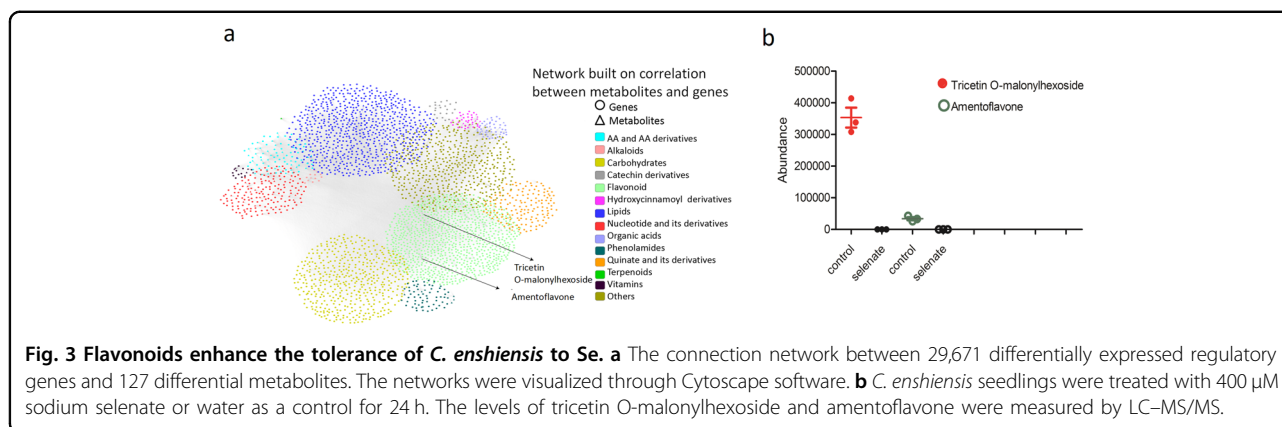 a
Network built on correlation
between metabolites and genes
Genes
Metabolites
AA and AA derivatives
Alkaloids
Carbohydrates
Catechin derivatives
Flavonoid
Hydroxycinnamoyl derivatives
Lipids
Nucleotide and its derivatives
Organic acids
Phenolamides
Quinate and its derivatives
Terpenoids
Vitamins
Others
Tricetin
O-malonylhexoside
Amentoflavone
b
Abundance
500000
400000
300000
200000
100000
0
control
selenate
control
selenate
Tricetin O-malonylhexoside
Amentoflavone
Fig. 3 Flavonoids enhance the tolerance of C. enshiensis to Se. a The connection network between 29,671 differentially expressed regulatory
genes and 127 differential metabolites. The networks were visualized through Cytoscape software. b C. enshiensis seedlings were treated with 400 μM
sodium selenate or water as a control for 24 h. The levels of tricetin O-malonylhexoside and amentoflavone were measured by LC–MS/MS.